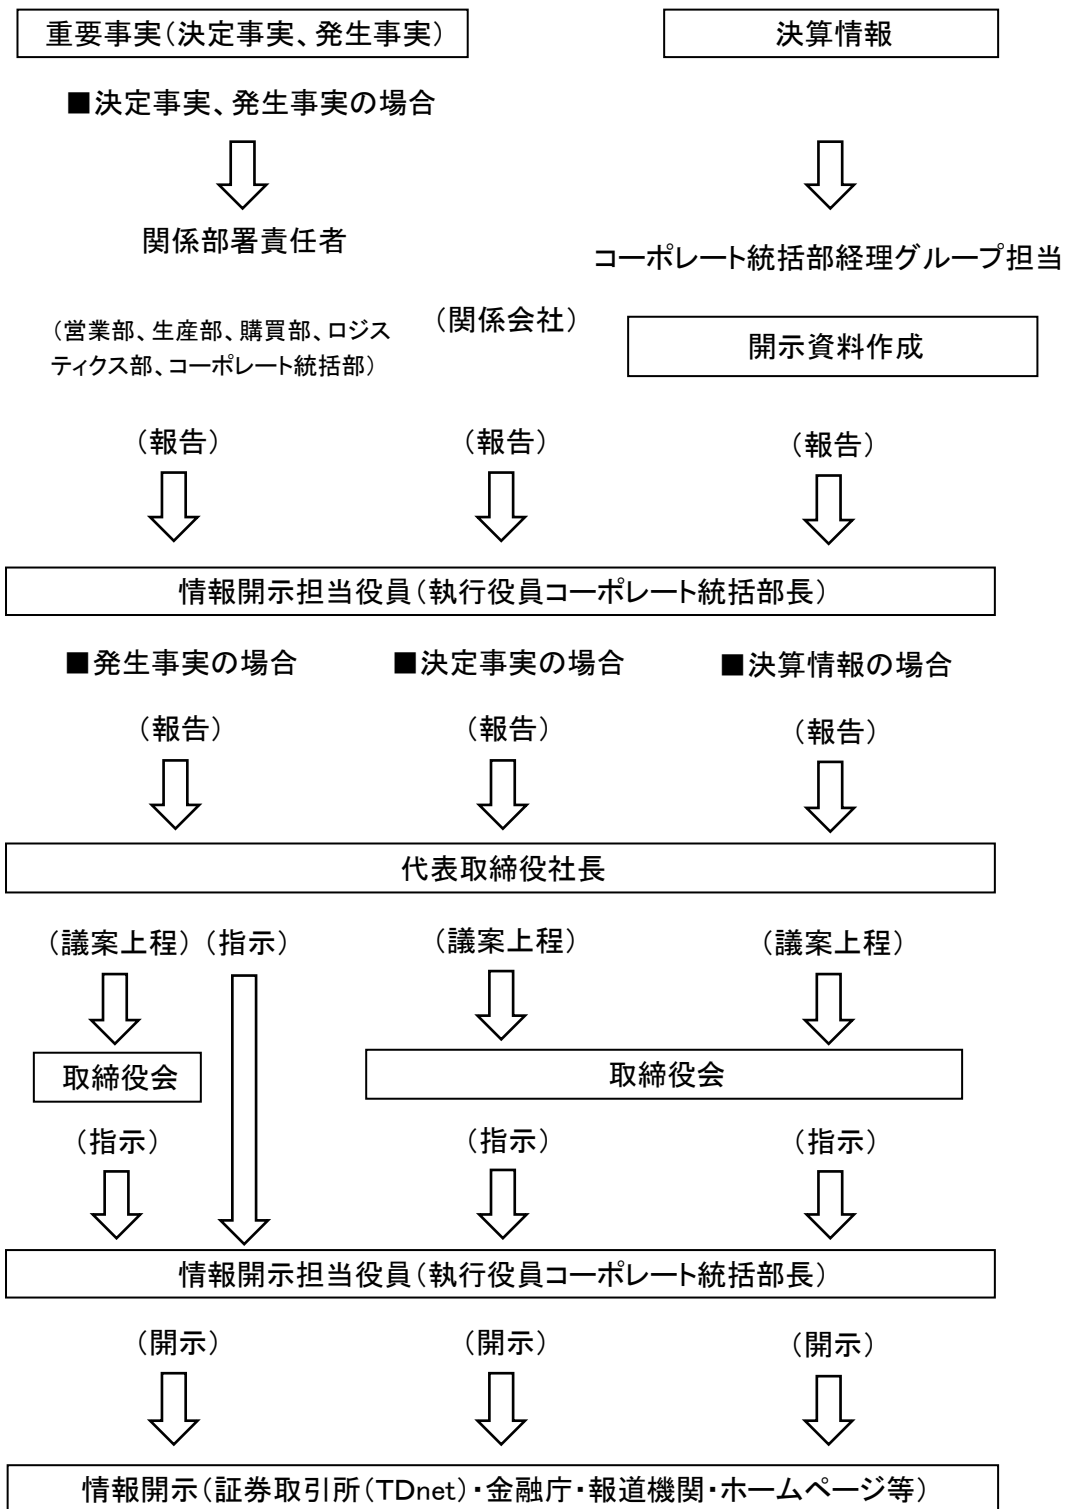 重要事実(決定事実、発生事実)
決算情報
■決定事実、発生事実の場合
関係部署責任者
コーポレート統括部経理グループ担当
(営業部、生産部、購買部、ロジス
ティクス部、コーポレート統括部)
(関係会社)
開示資料作成
(報告)
(報告)
(報告)
情報開示担当役員(執行役員コーポレート統括部長)
■発生事実の場合
■決定事実の場合
■決算情報の場合
(報告)
(報告)
(報告)
代表取締役社長
(議案上程)
(指示)
(議案上程)
(議案上程)
取締役会
取締役会
(指示)
(指示)
(指示)
情報開示担当役員(執行役員コーポレート統括部長)
(開示)
(開示)
(開示)
情報開示(証券取引所(TDnet)・金融庁・報道機関・ホームページ等)